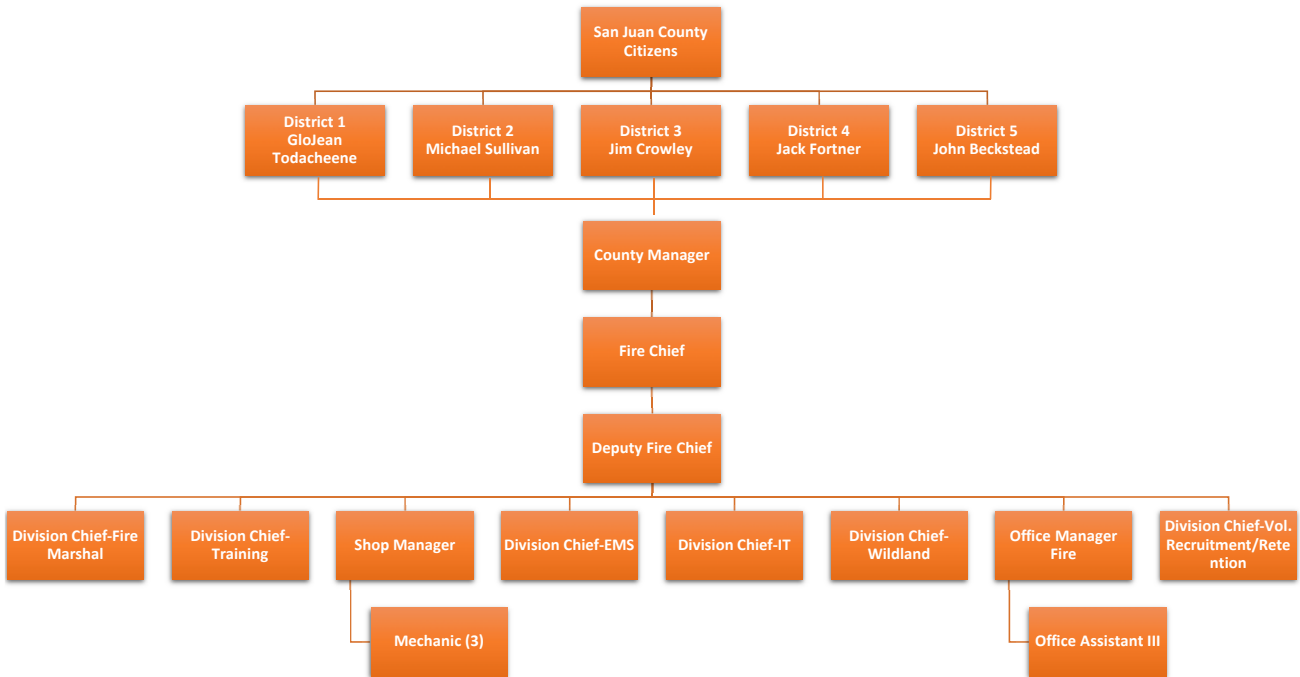 San Juan County
Citizens
District 1
GloJean
Todacheene
District 2
Michael Sullivan
District 3
Jim Crowley
District 4
Jack Fortner
District 5
John Beckstead
County Manager
Fire Chief
Deputy Fire Chief
Division Chief-Fire
Marshal
Division Chief-
Training
Shop Manager
Division Chief-EMS
Division Chief-IT
Division Chief-
Wildland
Office Manager
Fire
Division Chief-Vol.
Recruitment/Rete
ntion
Mechanic (3)
Office Assistant III